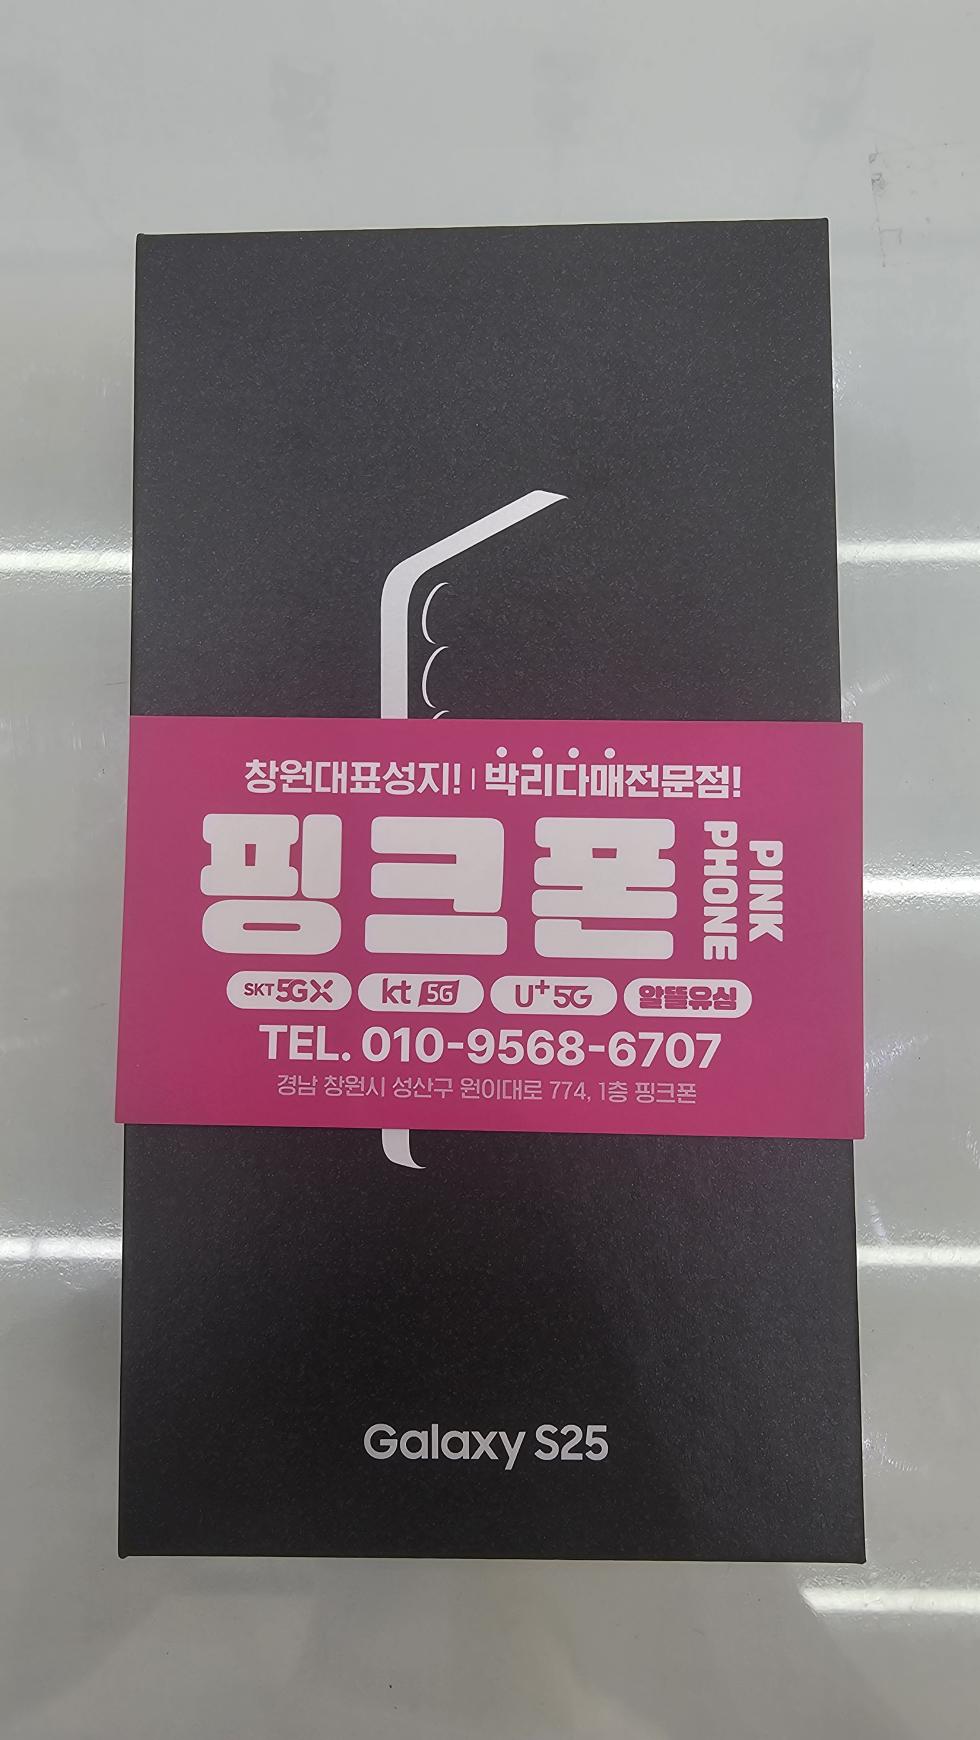 창원대표성지! | 박리다매전문점!
핑크폰
PINK
PHONE
SKT 5GX kt 5G U+5G 알뜰유심
TEL. 010-9568-6707
경남 창원시 성산구 원이대로 774, 1층 핑크폰
Galaxy S25